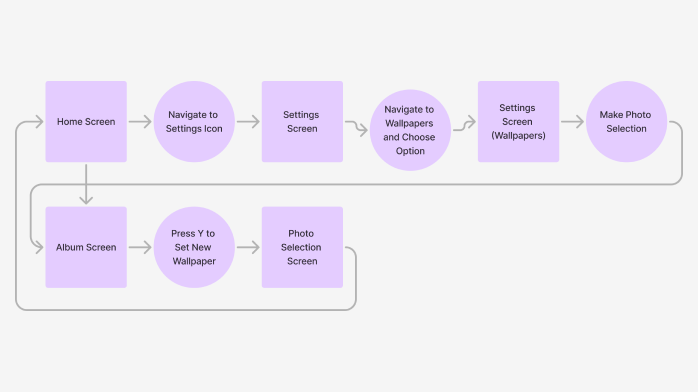 Home Screen
Navigate to
Settings Icon
Settings
Screen
Navigate to
Wallpapers
and Choose
Option
Settings
Screen
(Wallpapers)
Make Photo
Selection
Album Screen
Press Y to
Set New
Wallpaper
Photo
Selection
Screen